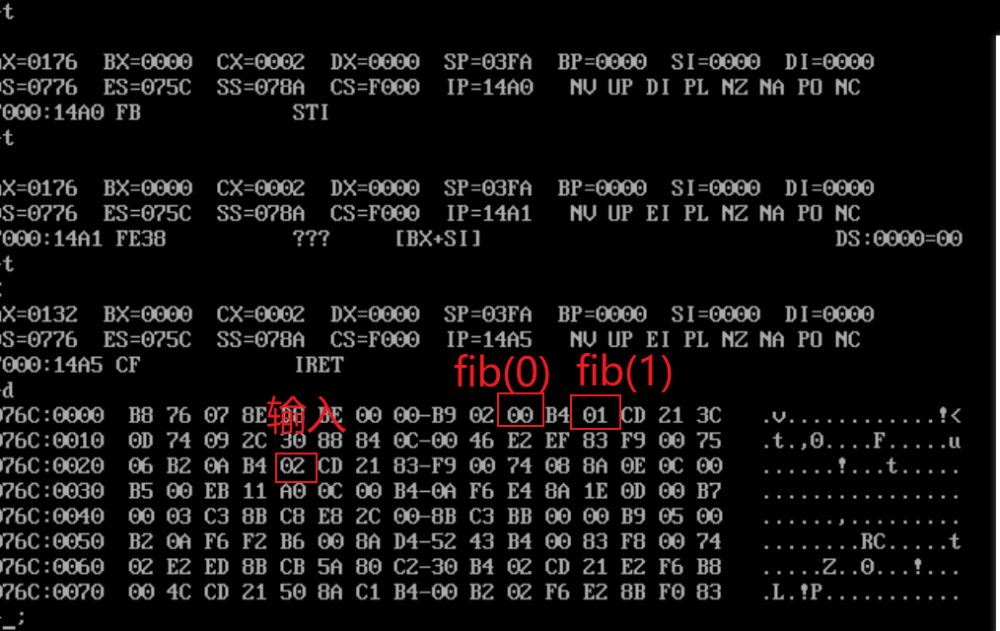 t
X=0176 BX=0000 CX=0002 DX=0000 SP=03FA BP=0000 SI=0000 DI=0000
S=0776 ES=075C SS=078A CS=F000 IP=14A0 NV UP DI PL NZ NA PO NC
F000:14A0 FB STI
t
X=0176 BX=0000 CX=0002 DX=0000 SP=03FA BP=0000 SI=0000 DI=0000
S=0776 ES=075C SS=078A CS=F000 IP=14A1 NV UP EI PL NZ NA PO NC
F000:14A1 FE38 ??? [BX+SI] DS:0000=00
t
X=0132 BX=0000 CX=0002 DX=0000 SP=03FA BP=0000 SI=0000 DI=0000
S=0776 ES=075C SS=078A CS=F000 IP=14A5 NV UP EI PL NZ NA PO NC
F000:14A5 CF IRET
fib(0) fib(1)
d
输入
076C:0000 B8 76 07 8E D8 BE 00 00-B9 02 00 B4 01 CD 21 3C .v..........!<
076C:0010 0D 74 09 2C 30 88 84 0C-00 46 E2 EF 83 F9 00 75 .t.,0....F.....u
076C:0020 06 B2 0A B4 02 CD 21 83-F9 00 74 08 8A 0E 0C 00 ......!...t.....
076C:0030 B5 00 EB 11 A0 0C 00 B4-0A F6 E4 8A 1E 0D 00 B7 ................
076C:0040 00 03 C3 8B C8 E8 2C 00-8B C3 BB 00 00 B9 05 00 ......,.........
076C:0050 B2 0A F6 F2 B6 00 8A D4-52 43 B4 00 83 F8 00 74 ........RC.....t
076C:0060 02 E2 ED 8B CB 5A 80 C2-30 B4 02 CD 21 E2 F6 B8 .....Z..0...!...
076C:0070 00 4C CD 21 50 8A C1 B4-00 B2 02 F6 E2 8B F0 83 .L.!P...........
_;